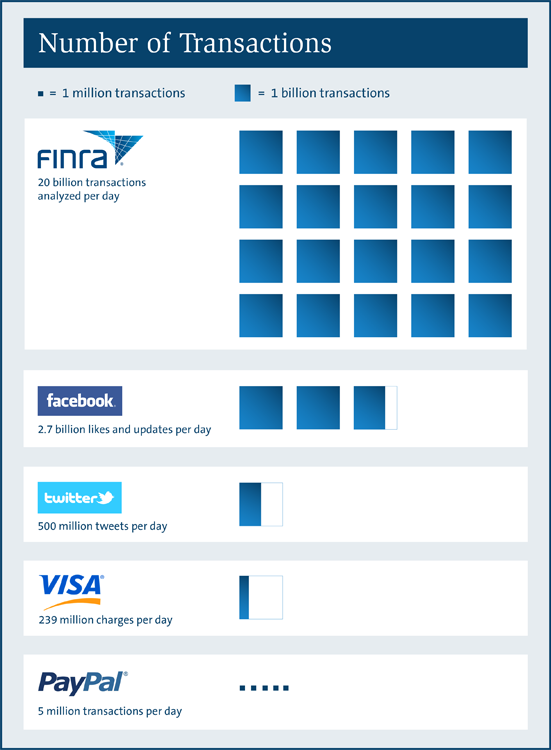 Number of Transactions
= 1 million transactions = 1 billion transactions
FINRA®
20 billion transactions
analyzed per day
facebook.
2.7 billion likes and updates per day
twitter
500 million tweets per day
VISA®
239 million charges per day
PayPal®
5 million transactions per day